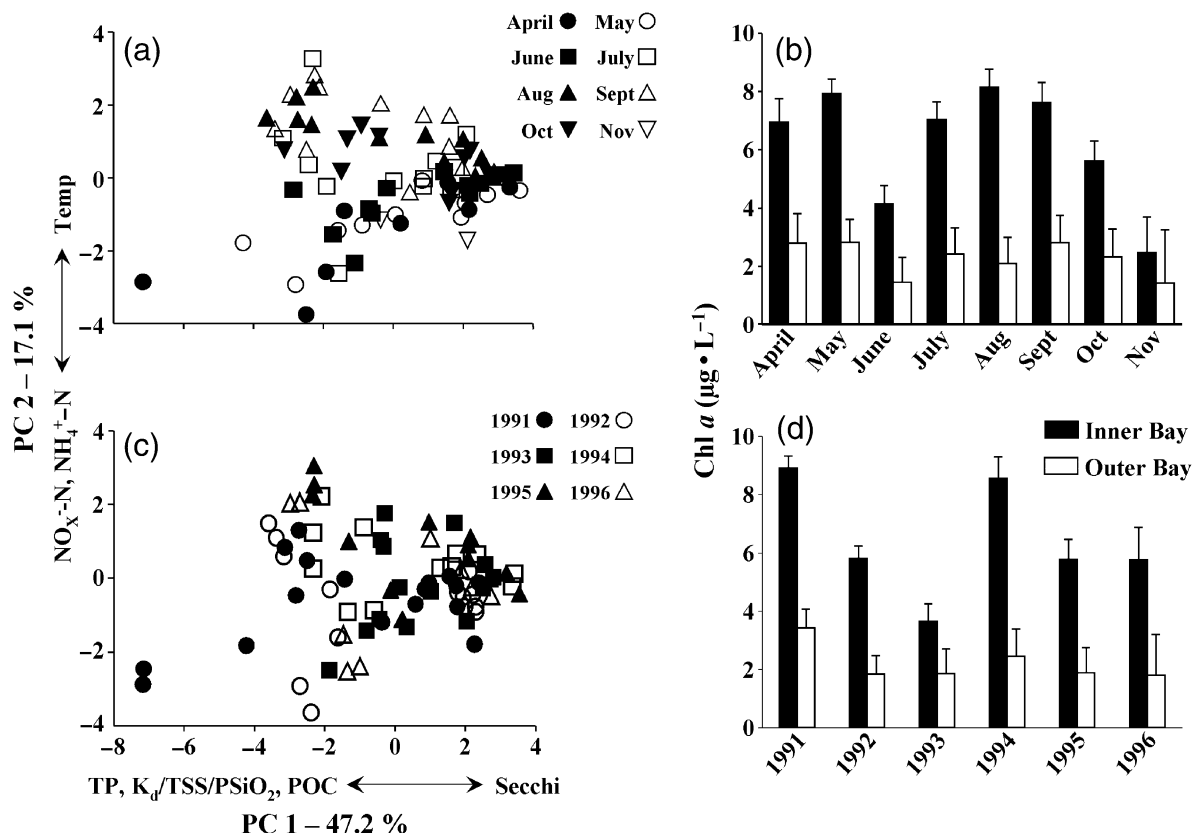 (a)
April May
June July
Aug Sept
Oct Nov
4
2
0
−2
−4
PC 2 – 17.1 %
Temp
NOX⁻-N, NH₄⁺–N
(b)
10
8
6
4
2
0
April May June July Aug Sept Oct Nov
Chl a (μg • L⁻¹)
(c)
1991 1992
1993 1994
1995 1996
4
2
0
−2
−4
−8 −6 −4 −2 0 2 4
TP, Kd/TSS/PSiO₂, POC Secchi
PC 1 – 47.2 %
(d)
Inner Bay
Outer Bay
10
8
6
4
2
0
1991 1992 1993 1994 1995 1996